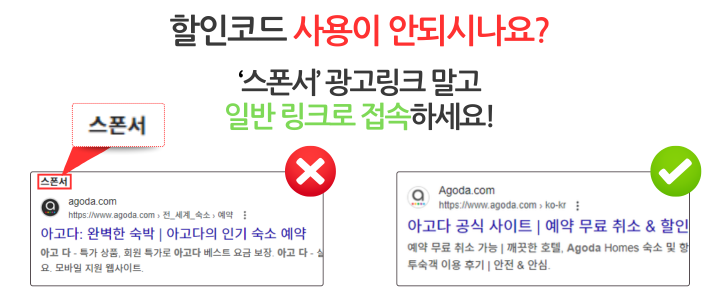 할인코드 사용이 안되시나요?
‘스폰서’ 광고링크 말고
일반 링크로 접속하세요!
스폰서
스폰서
agoda.com
https://www.agoda.com › 전_세계_숙소 › 예약
아고다: 완벽한 숙박 | 아고다의 인기 숙소 예약
아고 다 - 특가 상품, 회원 특가로 아고다 베스트 요금 보장. 아고 다 - 실
요. 모바일 지원 웹사이트.
Agoda.com
https://www.agoda.com › ko-kr
아고다 공식 사이트 | 예약 무료 취소 & 할인
예약 무료 취소 가능 | 깨끗한 호텔, Agoda Homes 숙소 및 항
투숙객 이용 후기 | 안전 & 안심.